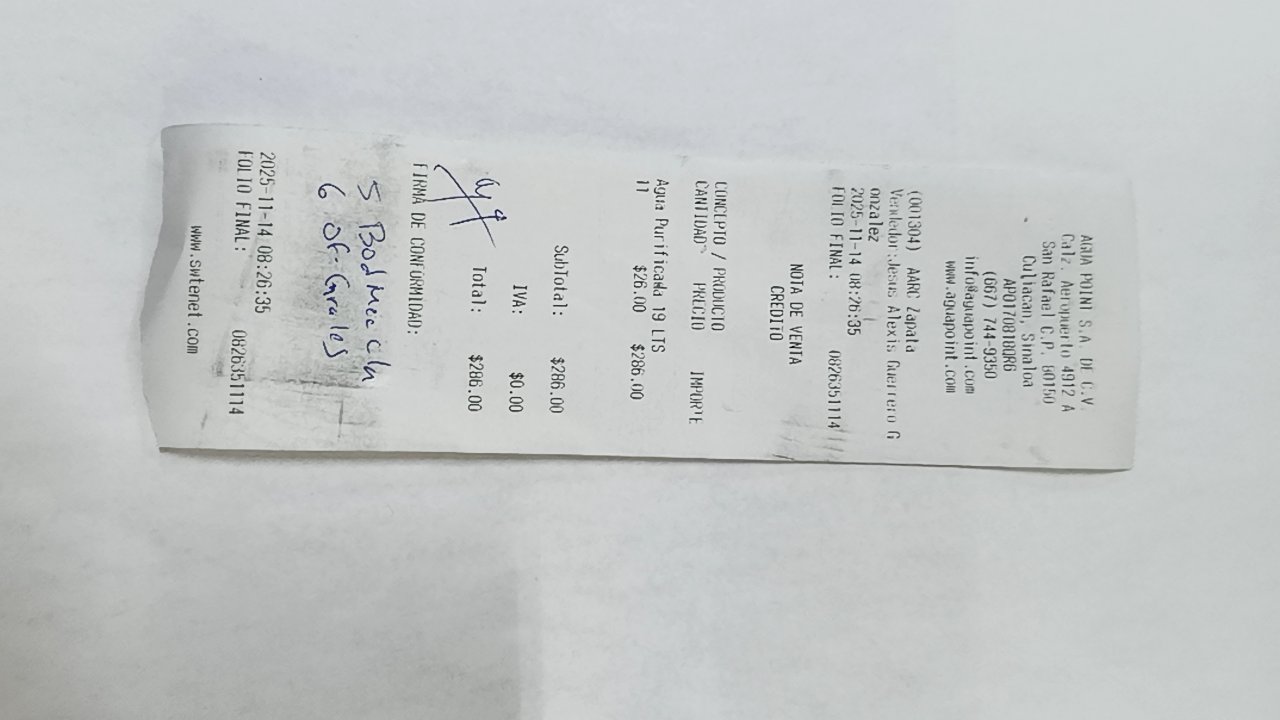 AGUA POINT S.A DE C.V.
Calz. Aeropuerto 4912 A
San Rafael C.P. 80150
Culiacan, Sinaloa
APO170818QR6
(667) 744-9350
info@aguapoint.com
www.aguapoint.com
(001304) ARC Zapata
Vendedor:Jesus Alexis Guerrero G
onzalez
2025-11-14 08:26:35
FOLIO FINAL: 0826351114
NOTA DE VENTA
CREDITO
CONCEPTO / PRODUCTO
CANTIDAD PRECIO IMPORTE
Agua Purificada 19 LTS
11 $26.00 $286.00
SubTotal: $286.00
IVA: $0.00
Total: $286.00
FIRMA DE CONFORMIDAD:
5 Bod
6 of. Grales
2025-11-14 08:26:35
FOLIO FINAL: 0826351114
www.swtenet.com